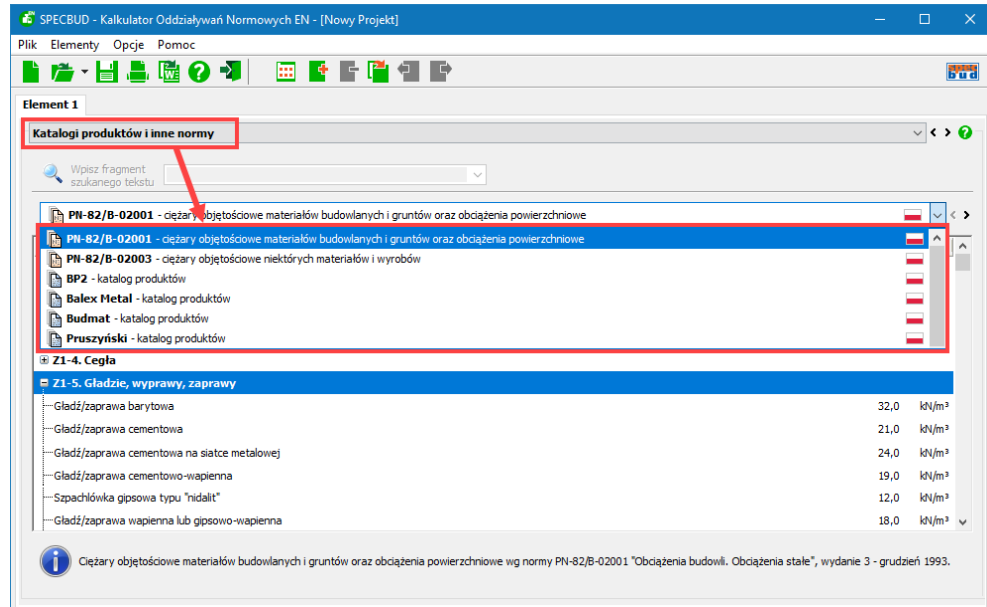 SPECBUD - Kalkulator Oddziaływań Normowych EN - [Nowy Projekt]
Plik Elementy Opcje Pomoc
spec bud
Element 1
Katalogi produktów i inne normy
Wpisz fragment
szukanego tekstu
PN-82/B-02001 - ciężary objętościowe materiałów budowlanych i gruntów oraz obciążenia powierzchniowe
PN-82/B-02001 - ciężary objętościowe materiałów budowlanych i gruntów oraz obciążenia powierzchniowe
PN-82/B-02003 - ciężary objętościowe niektórych materiałów i wyrobów
BP2 - katalog produktów
Balex Metal - katalog produktów
Budmat - katalog produktów
Pruszyński - katalog produktów
Z1-4. Cegła
Z1-5. Gładzie, wyprawy, zaprawy
Gładź/zaprawa barytowa 32,0 kN/m³
Gładź/zaprawa cementowa 21,0 kN/m³
Gładź/zaprawa cementowa na siatce metalowej 24,0 kN/m³
Gładź/zaprawa cementowo-wapienna 19,0 kN/m³
Szpachlówka gipsowa typu "nidalit" 12,0 kN/m³
Gładź/zaprawa wapienna lub gipsowo-wapienna 18,0 kN/m³
Ciężary objętościowe materiałów budowlanych i gruntów oraz obciążenia powierzchniowe wg normy PN-82/B-02001 "Obciążenia budowli. Obciążenia stałe", wydanie 3 - grudzień 1993.